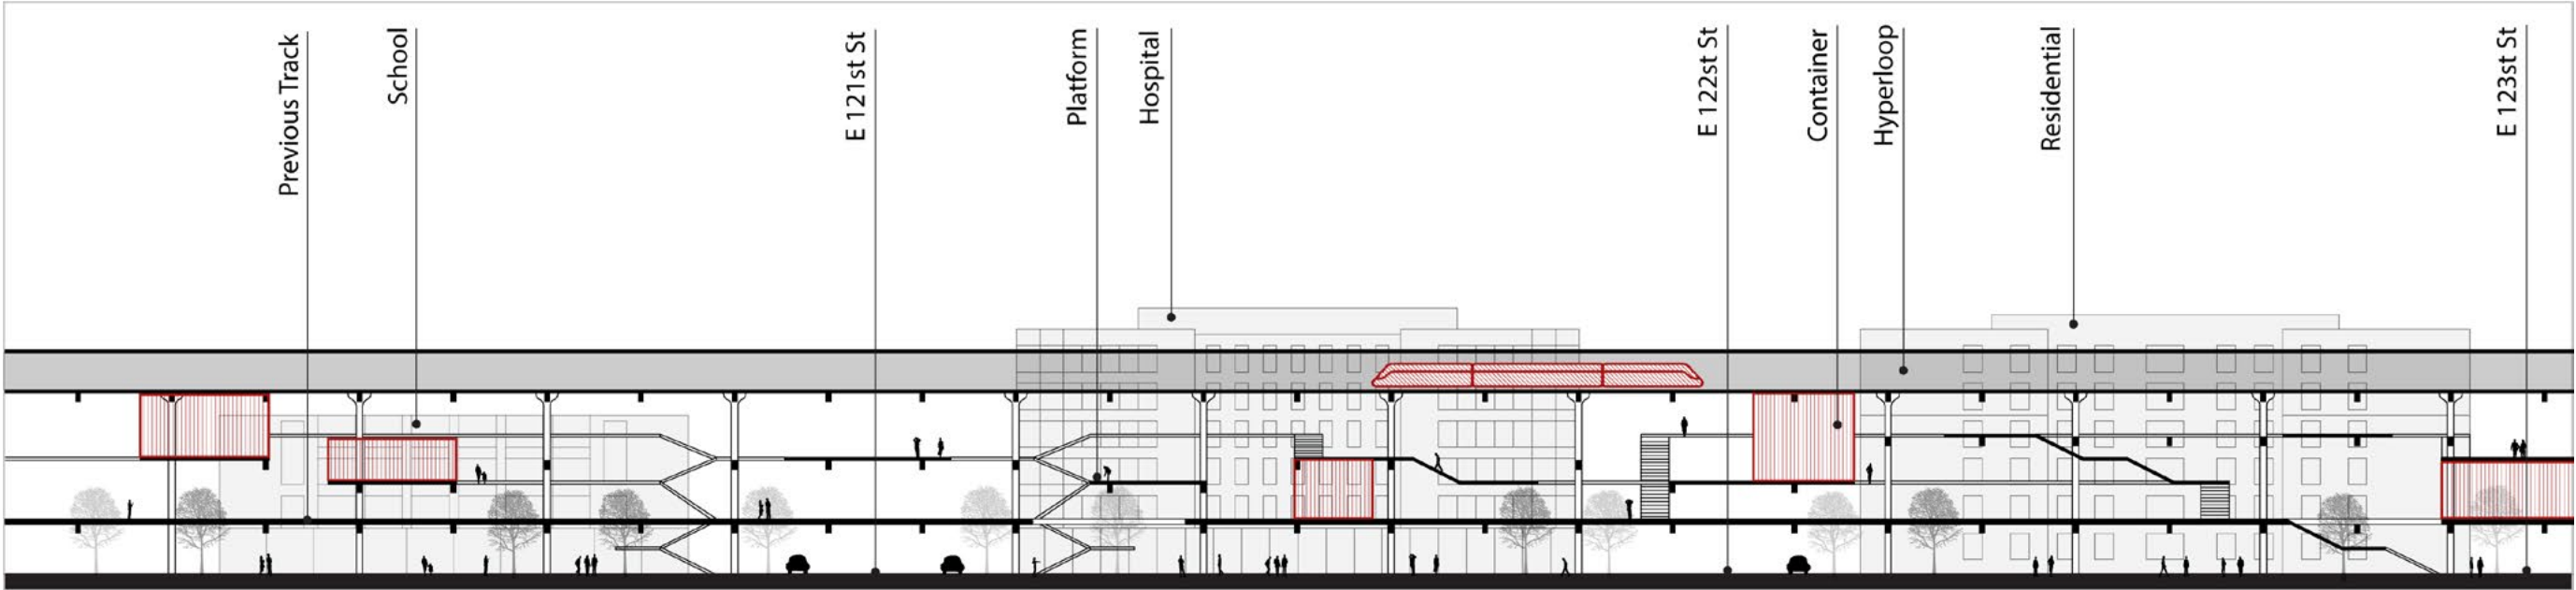 Previous Track
School
E 121st St
Platform
Hospital
E 122st St
Container
Hyperloop
Residential
E 123st St